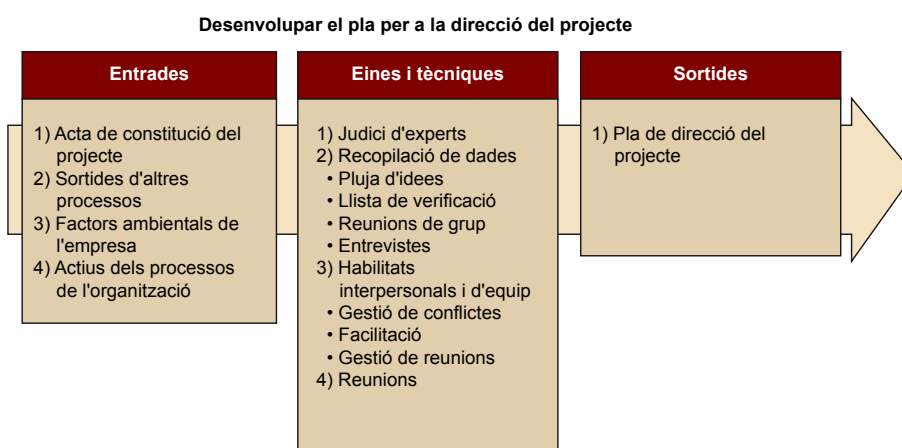 Desenvolupar el pla per a la direcció del projecte
Entrades
1) Acta de constitució del
projecte
2) Sortides d'altres
processos
3) Factors ambientals de
l'empresa
4) Actius dels processos
de l'organització
Eines i tècniques
1) Judici d'experts
2) Recopilació de dades
• Pluja d'idees
• Llista de verificació
• Reunions de grup
• Entrevistes
3) Habilitats
interpersonals i d'equip
• Gestió de conflictes
• Facilitació
• Gestió de reunions
4) Reunions
Sortides
1) Pla de direcció del
projecte